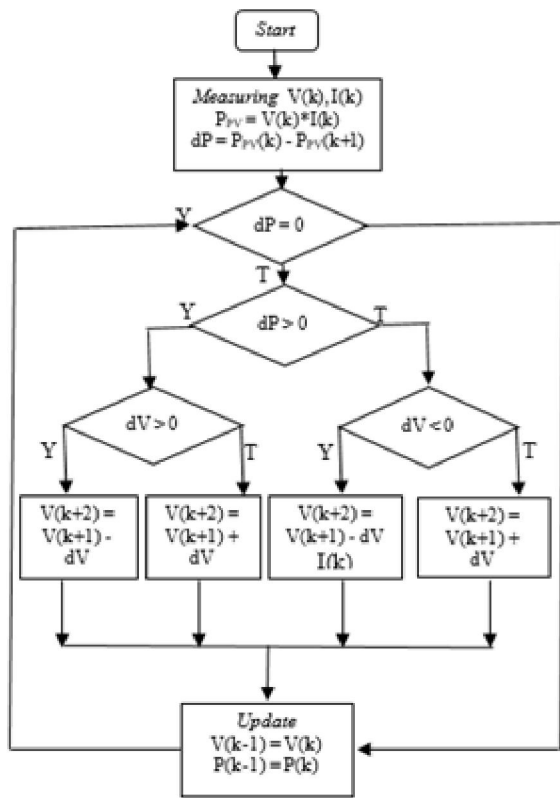 Start
Measuring V(k), I(k)
PPV = V(k)*I(k)
dP = PPV(k) - PPV(k+1)
Y
dP = 0
T
Y
dP > 0
T
dV > 0
dV < 0
Y
T
Y
T
V(k+2) =
V(k+1) -
dV
V(k+2) =
V(k+1) +
dV
V(k+2) =
V(k+1) - dV
I(k)
V(k+2) =
V(k+1) +
dV
Update
V(k-1) = V(k)
P(k-1) = P(k)